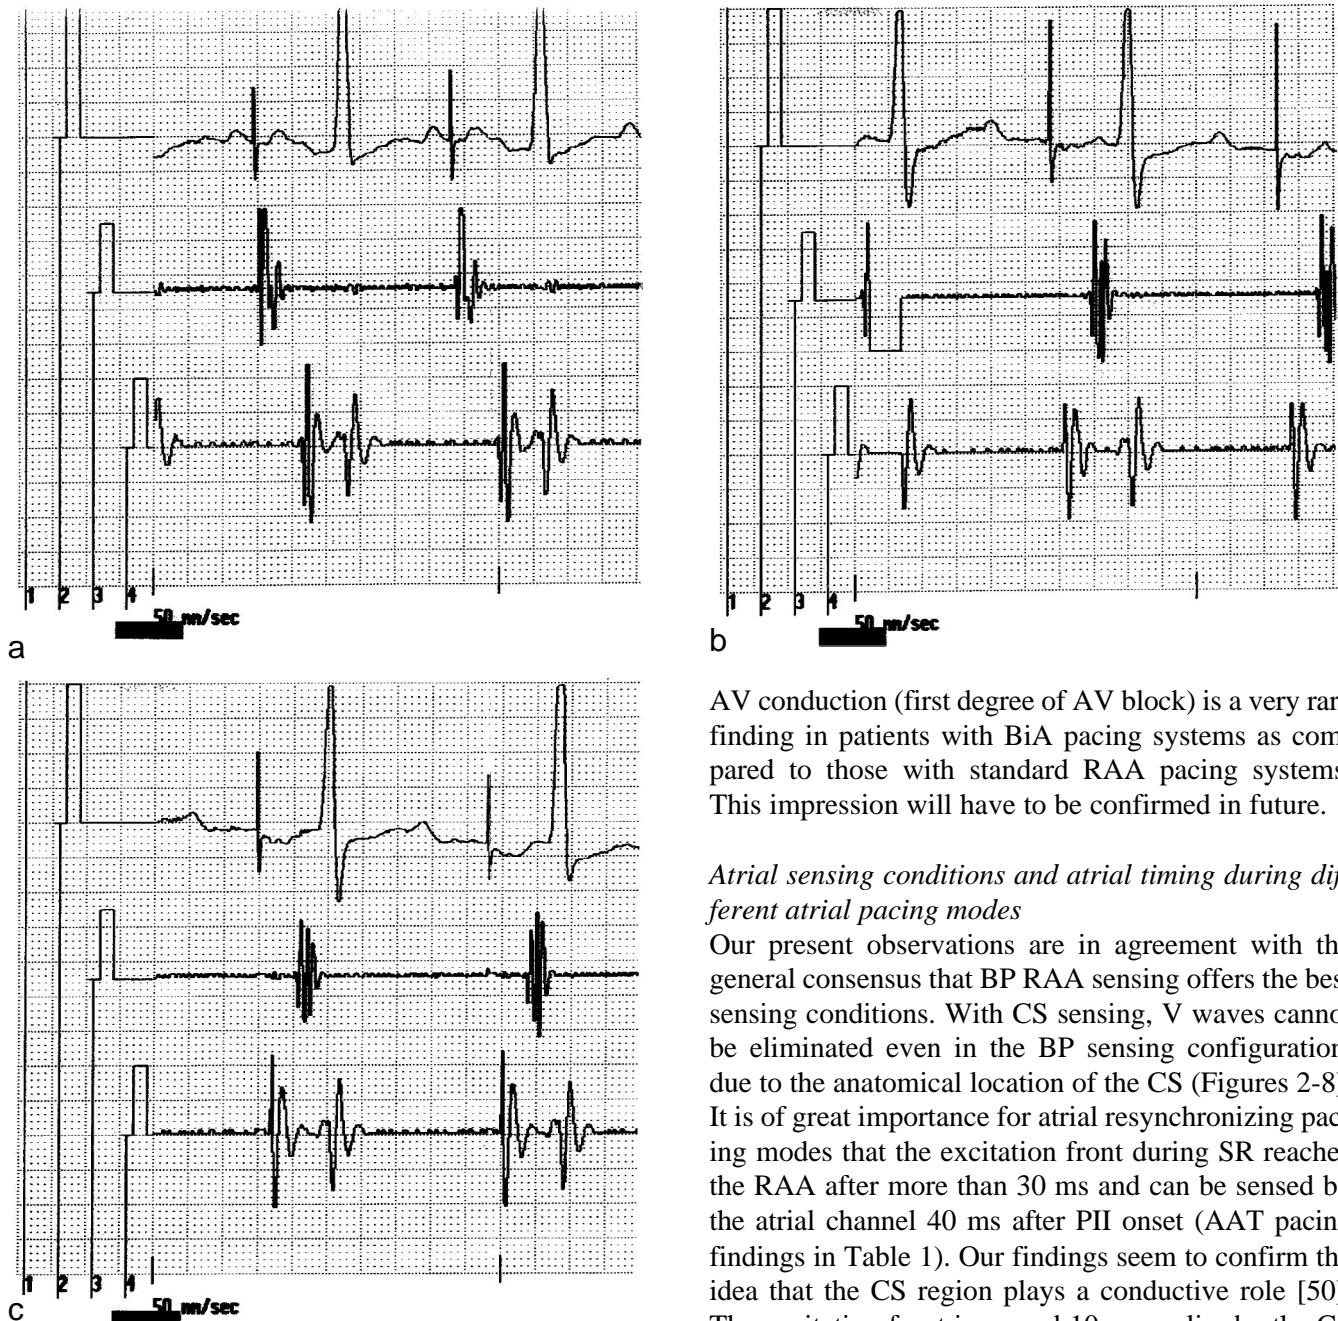 1 2 3 4
50 mm/sec
a
1 2 3 4
50 mm/sec
b
1 2 3 4
50 mm/sec
c
AV conduction (first degree of AV block) is a very rar
finding in patients with BiA pacing systems as com
pared to those with standard RAA pacing systems
This impression will have to be confirmed in future.
Atrial sensing conditions and atrial timing during dif
ferent atrial pacing modes
Our present observations are in agreement with th
general consensus that BP RAA sensing offers the bes
sensing conditions. With CS sensing, V waves canno
be eliminated even in the BP sensing configuration
due to the anatomical location of the CS (Figures 2-8)
It is of great importance for atrial resynchronizing pac
ing modes that the excitation front during SR reache
the RAA after more than 30 ms and can be sensed b
the atrial channel 40 ms after PII onset (AAT pacin
findings in Table 1). Our findings seem to confirm th
idea that the CS region plays a conductive role [50]